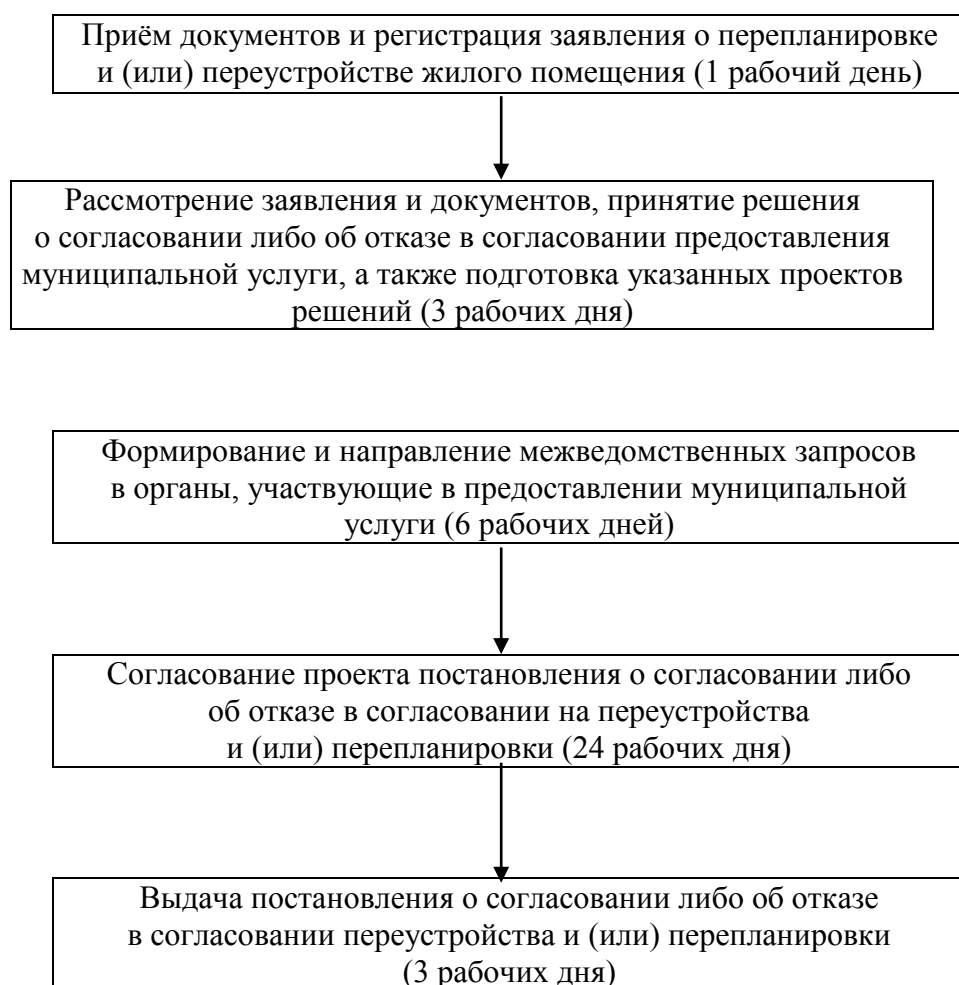 Приём документов и регистрация заявления о перепланировке
и (или) переустройстве жилого помещения (1 рабочий день)
Рассмотрение заявления и документов, принятие решения
о согласовании либо об отказе в согласовании предоставления
муниципальной услуги, а также подготовка указанных проектов
решений (3 рабочих дня)
Формирование и направление межведомственных запросов
в органы, участвующие в предоставлении муниципальной
услуги (6 рабочих дней)
Согласование проекта постановления о согласовании либо
об отказе в согласовании на переустройства
и (или) перепланировки (24 рабочих дня)
Выдача постановления о согласовании либо об отказе
в согласовании переустройства и (или) перепланировки
(3 рабочих дня)